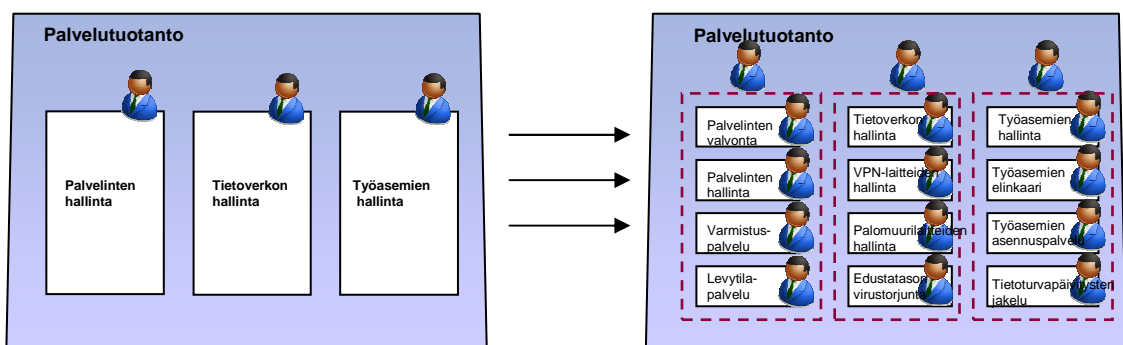 Palvelutuotanto
Palvelinten
hallinta
Tietoverkon
hallinta
Työasemien
hallinta
Palvelutuotanto
Palvelinten
valvonta
Palvelinten
hallinta
Varmistus-
palvelu
Levytila-
palvelu
Tietoverkon
hallinta
VPN-laitteiden
hallinta
Palomuurilaitteiden
hallinta
Edustatason
virustorjunta
Työasemien
hallinta
Työasemien
elinkaari
Työasemien
asennuspalvelu
Tietoturvapäivitysten
jakelu